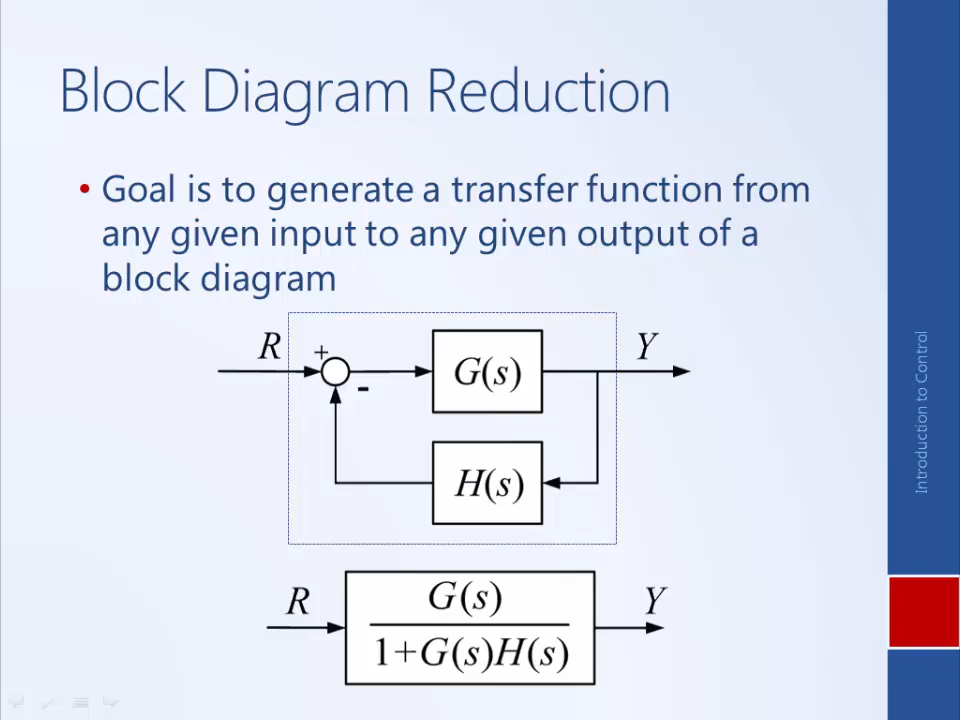 Block Diagram Reduction
• Goal is to generate a transfer function from
any given input to any given output of a
block diagram
R
+
-
G(s)
Y
H(s)
R
G(s)
1+G(s)H(s)
Y
Introduction to Control